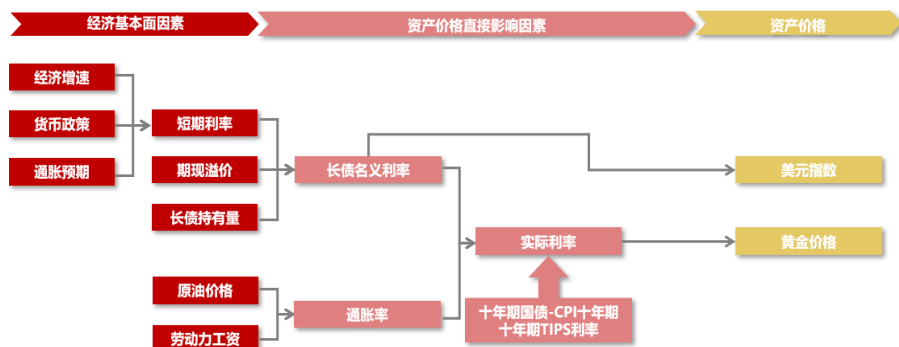 经济基本面因素
资产价格直接影响因素
资产价格
经济增速
货币政策
通胀预期
短期利率
期现溢价
长债持有量
原油价格
劳动力工资
长债名义利率
通胀率
实际利率
十年期国债-CPI十年期
十年期TIPS利率
美元指数
黄金价格